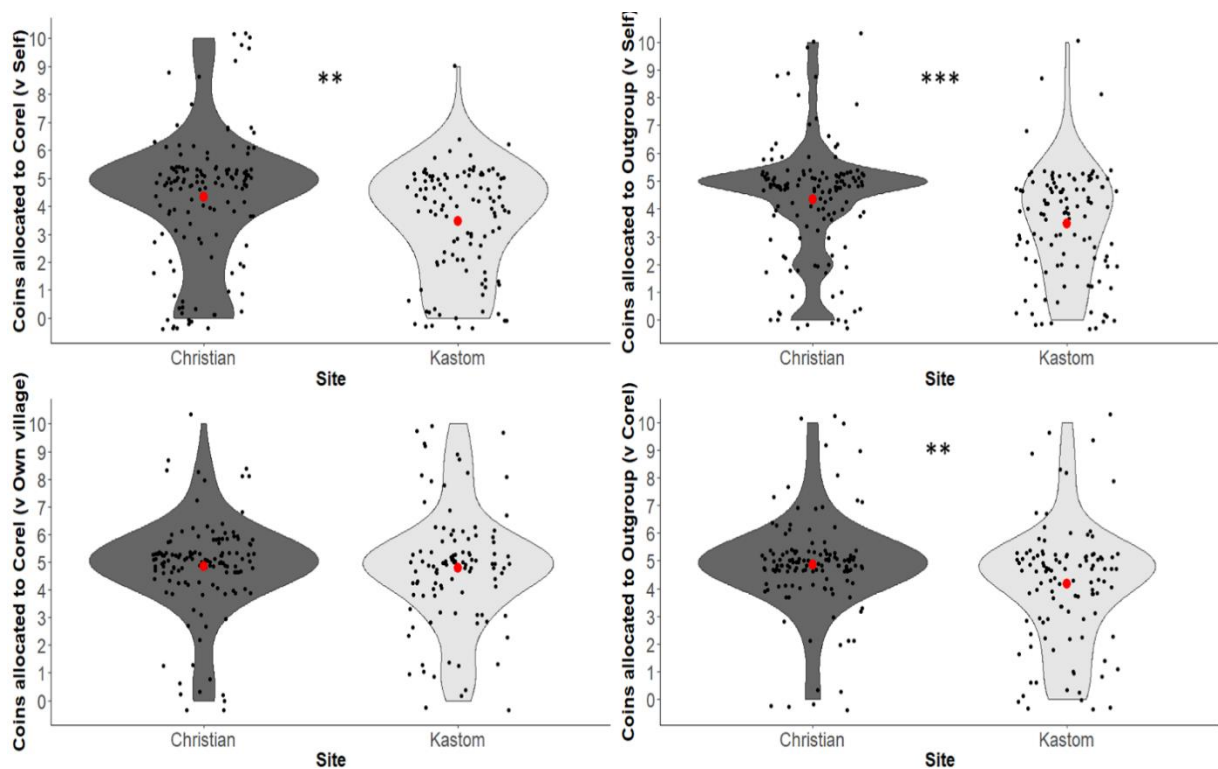 Coins allocated to Corel (v Self)
10
9
8
7
6
5
4
3
2
1
0
**
Christian
Kastom
Site
Coins allocated to Outgroup (v Self)
10
9
8
7
6
5
4
3
2
1
0
***
Christian
Kastom
Site
Coins allocated to Corel (v Own village)
10
9
8
7
6
5
4
3
2
1
0
Christian
Kastom
Site
Coins allocated to Outgroup (v Corel)
10
9
8
7
6
5
4
3
2
1
0
**
Christian
Kastom
Site